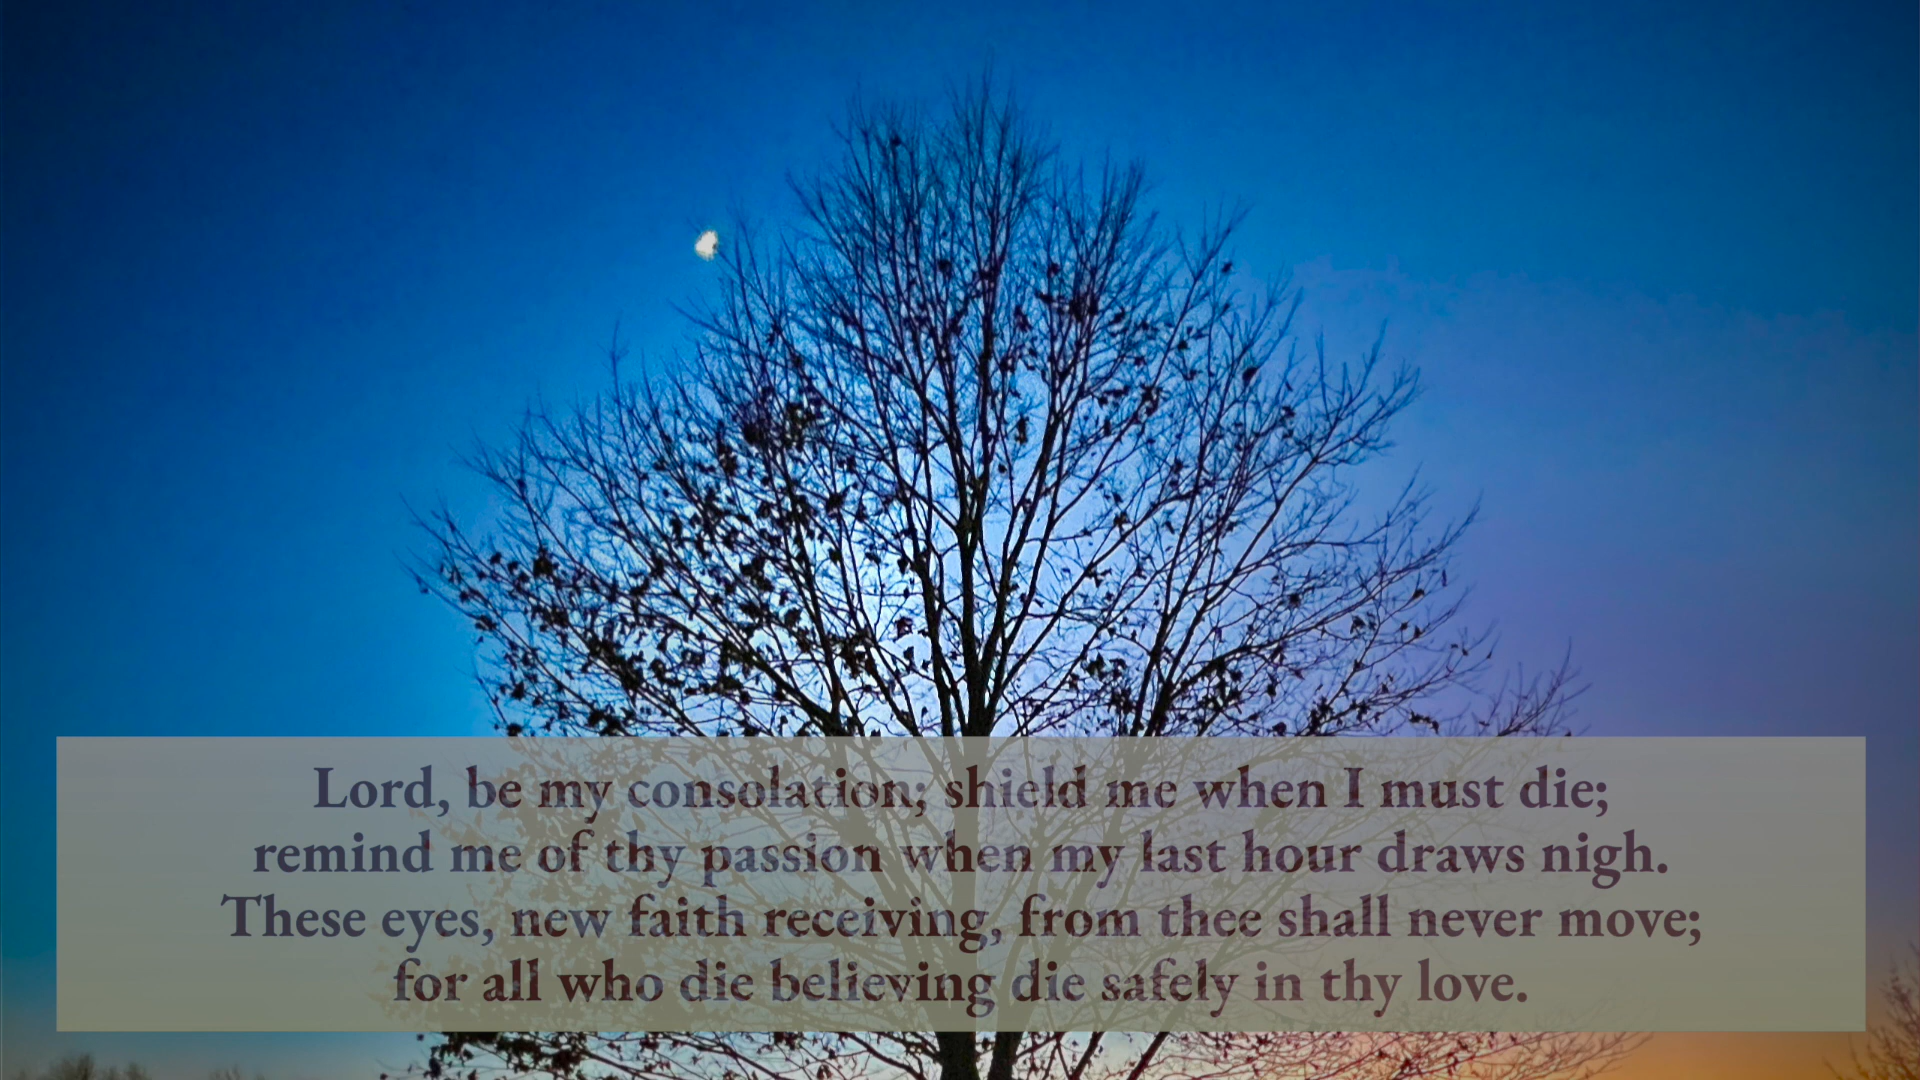 Lord, be my consolation; shield me when I must die;
remind me of thy passion when my last hour draws nigh.
These eyes, new faith receiving, from thee shall never move;
for all who die believing die safely in thy love.